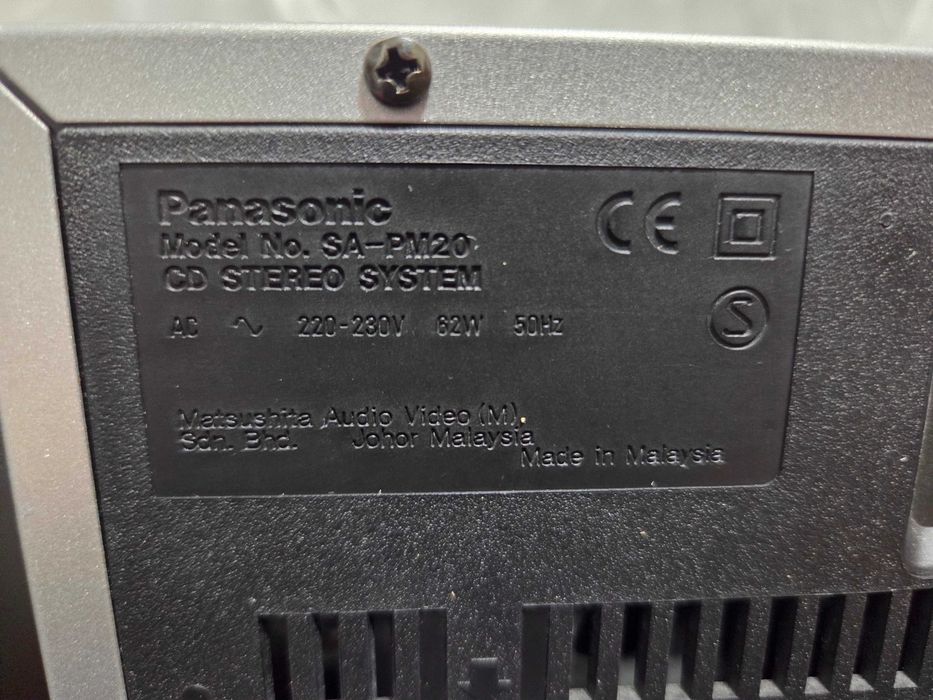 Panasonic
Model No. SA-PM20
CD STEREO SYSTEM
CE
S
AC ∿ 220-230V 62W 50Hz
Matsushita Audio Video (M).
Sdn. Bhd. Johor Malaysia
Made in Malaysia